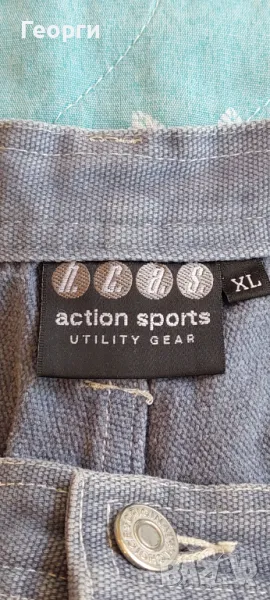 Георги
n.c.a.s.
XL
action sports
UTILITY GEAR